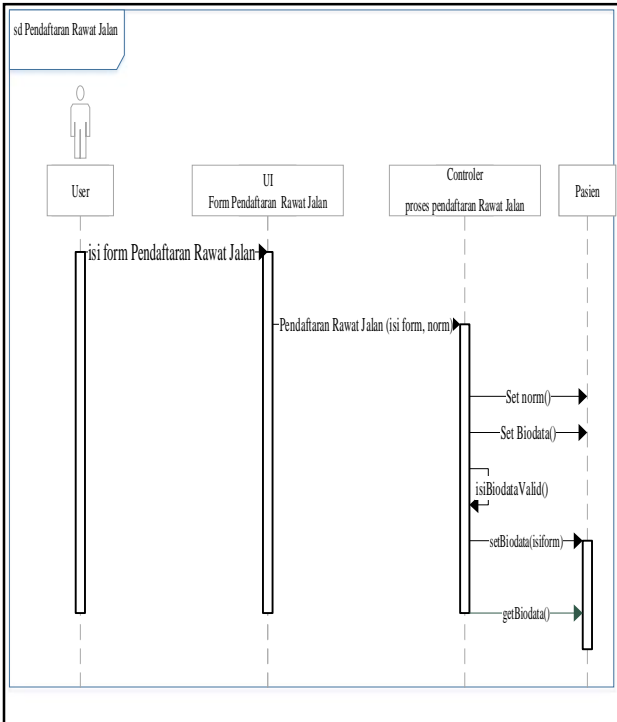 sd Pendaftaran Rawat Jalan
User
UI
Form Pendaftaran Rawat Jalan
Controler
proses pendaftaran Rawat Jalan
Pasien
isi form Pendaftaran Rawat Jalan
Pendaftaran Rawat Jalan (isi form, norm)
Set norm()
Set Biodata()
isiBiodataValid()
setBiodata(isiform)
getBiodata()